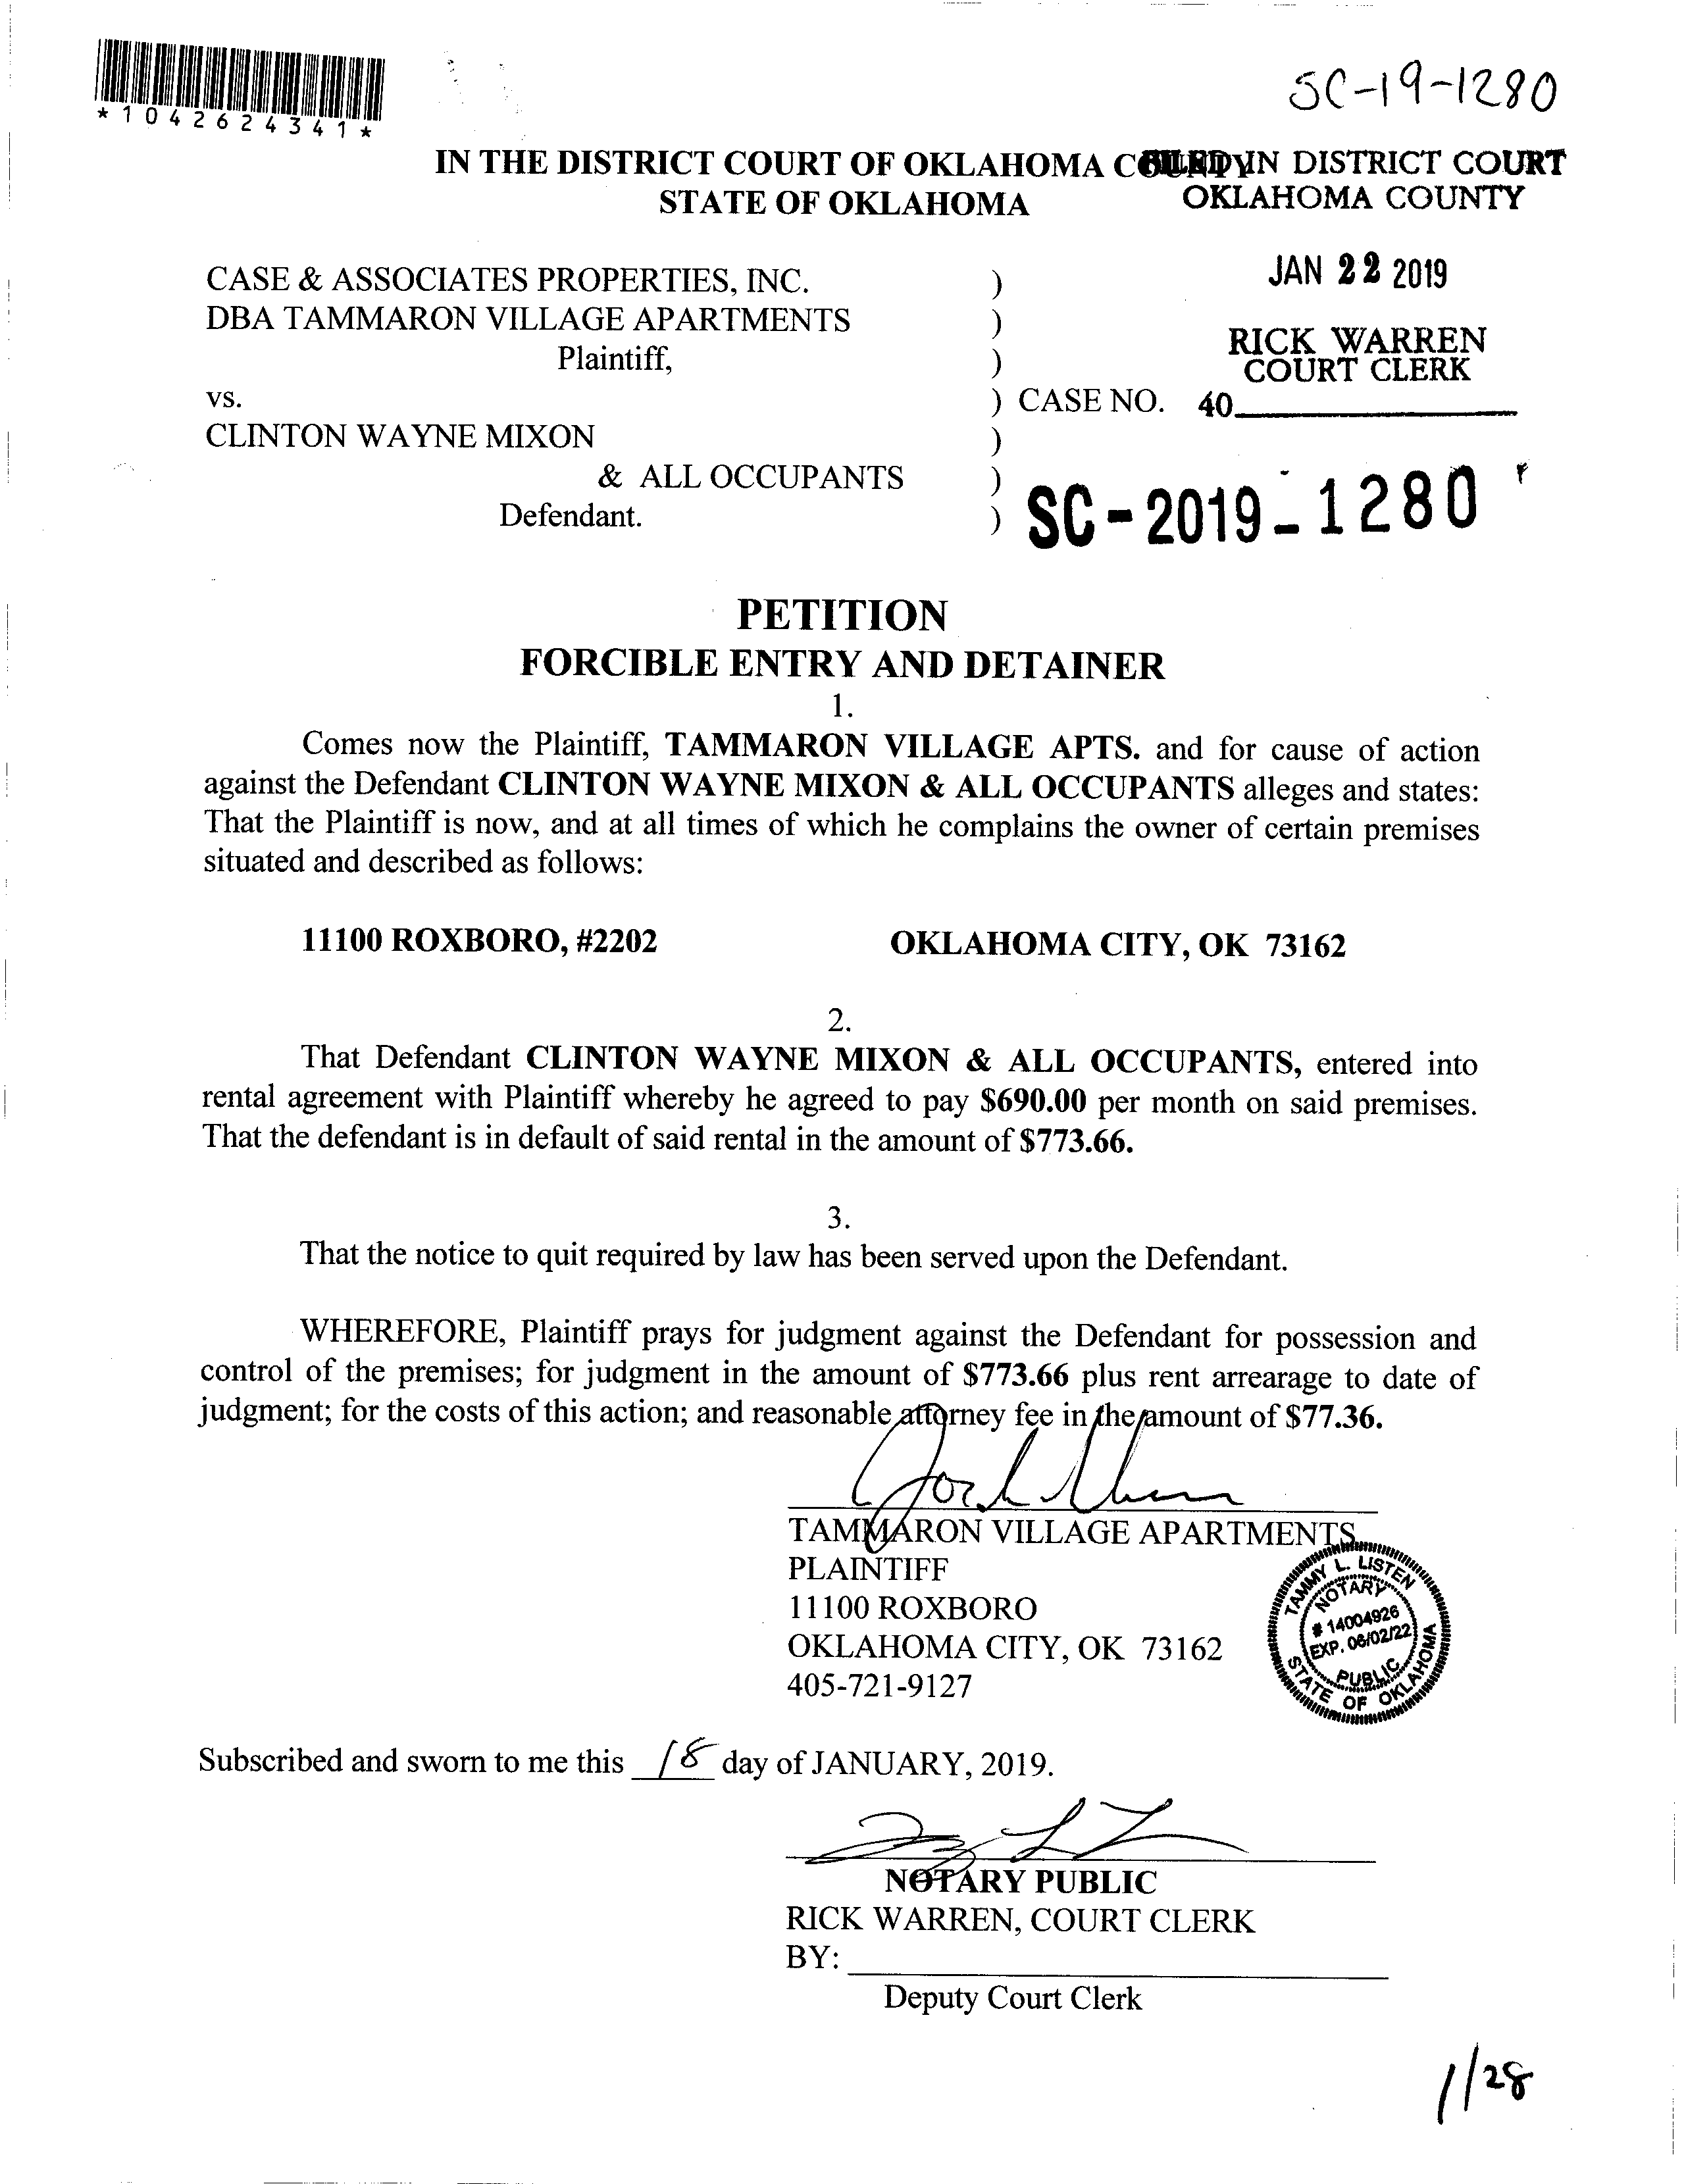 *1042624341*
SC-19-1280
IN THE DISTRICT COURT OF OKLAHOMA COUNTY
STATE OF OKLAHOMA
FILED IN DISTRICT COURT
OKLAHOMA COUNTY
JAN 22 2019
RICK WARREN
COURT CLERK
40
CASE & ASSOCIATES PROPERTIES, INC. )
DBA TAMMARON VILLAGE APARTMENTS )
Plaintiff, )
vs. ) CASE NO.
CLINTON WAYNE MIXON )
& ALL OCCUPANTS )
Defendant. )
SC-2019-1280
PETITION
FORCIBLE ENTRY AND DETAINER
1.
Comes now the Plaintiff, TAMMARON VILLAGE APTS. and for cause of action
against the Defendant CLINTON WAYNE MIXON & ALL OCCUPANTS alleges and states:
That the Plaintiff is now, and at all times of which he complains the owner of certain premises
situated and described as follows:
11100 ROXBORO, #2202 OKLAHOMA CITY, OK 73162
2.
That Defendant CLINTON WAYNE MIXON & ALL OCCUPANTS, entered into
rental agreement with Plaintiff whereby he agreed to pay $690.00 per month on said premises.
That the defendant is in default of said rental in the amount of $773.66.
3.
That the notice to quit required by law has been served upon the Defendant.
WHEREFORE, Plaintiff prays for judgment against the Defendant for possession and
control of the premises; for judgment in the amount of $773.66 plus rent arrearage to date of
judgment; for the costs of this action; and reasonable attorney fee in the amount of $77.36.
TAMMARON VILLAGE APARTMENTS
PLAINTIFF
11100 ROXBORO
OKLAHOMA CITY, OK 73162
405-721-9127
TAMMY L. LISTEN
NOTARY
# 14004926
EXP. 06/02/22
PUBLIC
STATE OF OKLAHOMA
Subscribed and sworn to me this 18 day of JANUARY, 2019.
NOTARY PUBLIC
RICK WARREN, COURT CLERK
BY:
Deputy Court Clerk
1/28